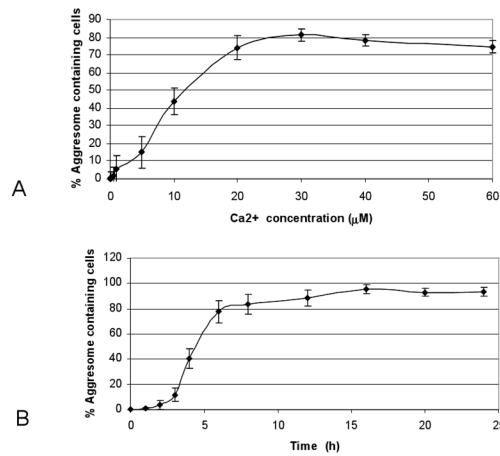 90
80
70
60
50
40
30
20
10
0
% Aggresome containing cells
0 10 20 30 40 50 60
Ca2+ concentration (μM)
A
120
100
80
60
40
20
0
% Aggresome containing cells
0 5 10 15 20 25
Time (h)
B